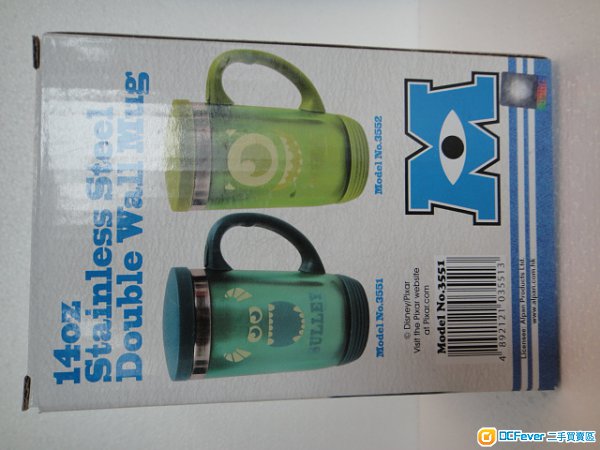 14oz
Stainless Steel
Double Wall Mug
Model No.3552
SULLEY
Model No.3551
© Disney/Pixar
Visit the Pixar website
at Pixar.com
Model No.3551
4 892121 035513
Licensee: Alpan Products Ltd.
www.alpan.com.hk
DCFever 二手買賣區